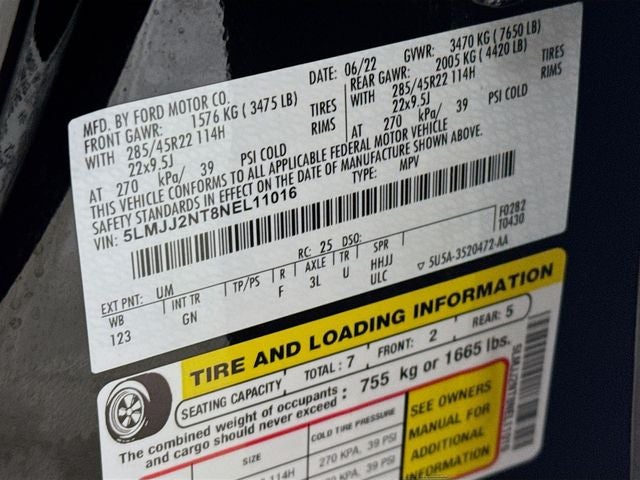 MFD. BY FORD MOTOR CO.
DATE: 06/22 GVWR: 3470 KG (7650 LB)
FRONT GAWR: 1576 KG (3475 LB)
REAR GAWR: 2005 KG (4420 LB)
WITH 285/45R22 114H TIRES
WITH 285/45R22 114H TIRES
22x9.5J RIMS
22x9.5J RIMS
AT 270 kPa/ 39 PSI COLD
AT 270 kPa/ 39 PSI COLD
THIS VEHICLE CONFORMS TO ALL APPLICABLE FEDERAL MOTOR VEHICLE
SAFETY STANDARDS IN EFFECT ON THE DATE OF MANUFACTURE SHOWN ABOVE.
VIN: 5LMJJ2NT8NEL11016 TYPE: MPV
F0282
T0430
EXT PNT: UM RC: 25 DSO:
WB INT TR TP/PS R AXLE TR SPR
123 GN F 3L U HHJJ
ULC
▽ 5U5A-3520472-AA
TIRE AND LOADING INFORMATION
SEATING CAPACITY TOTAL: 7 FRONT: 2 REAR: 5
The combined weight of occupants
and cargo should never exceed : 755 kg or 1665 lbs.
SIZE COLD TIRE PRESSURE
114H 270 KPA, 39 PSI
270 KPA, 39 PSI
SEE OWNERS
MANUAL FOR
ADDITIONAL
INFORMATION